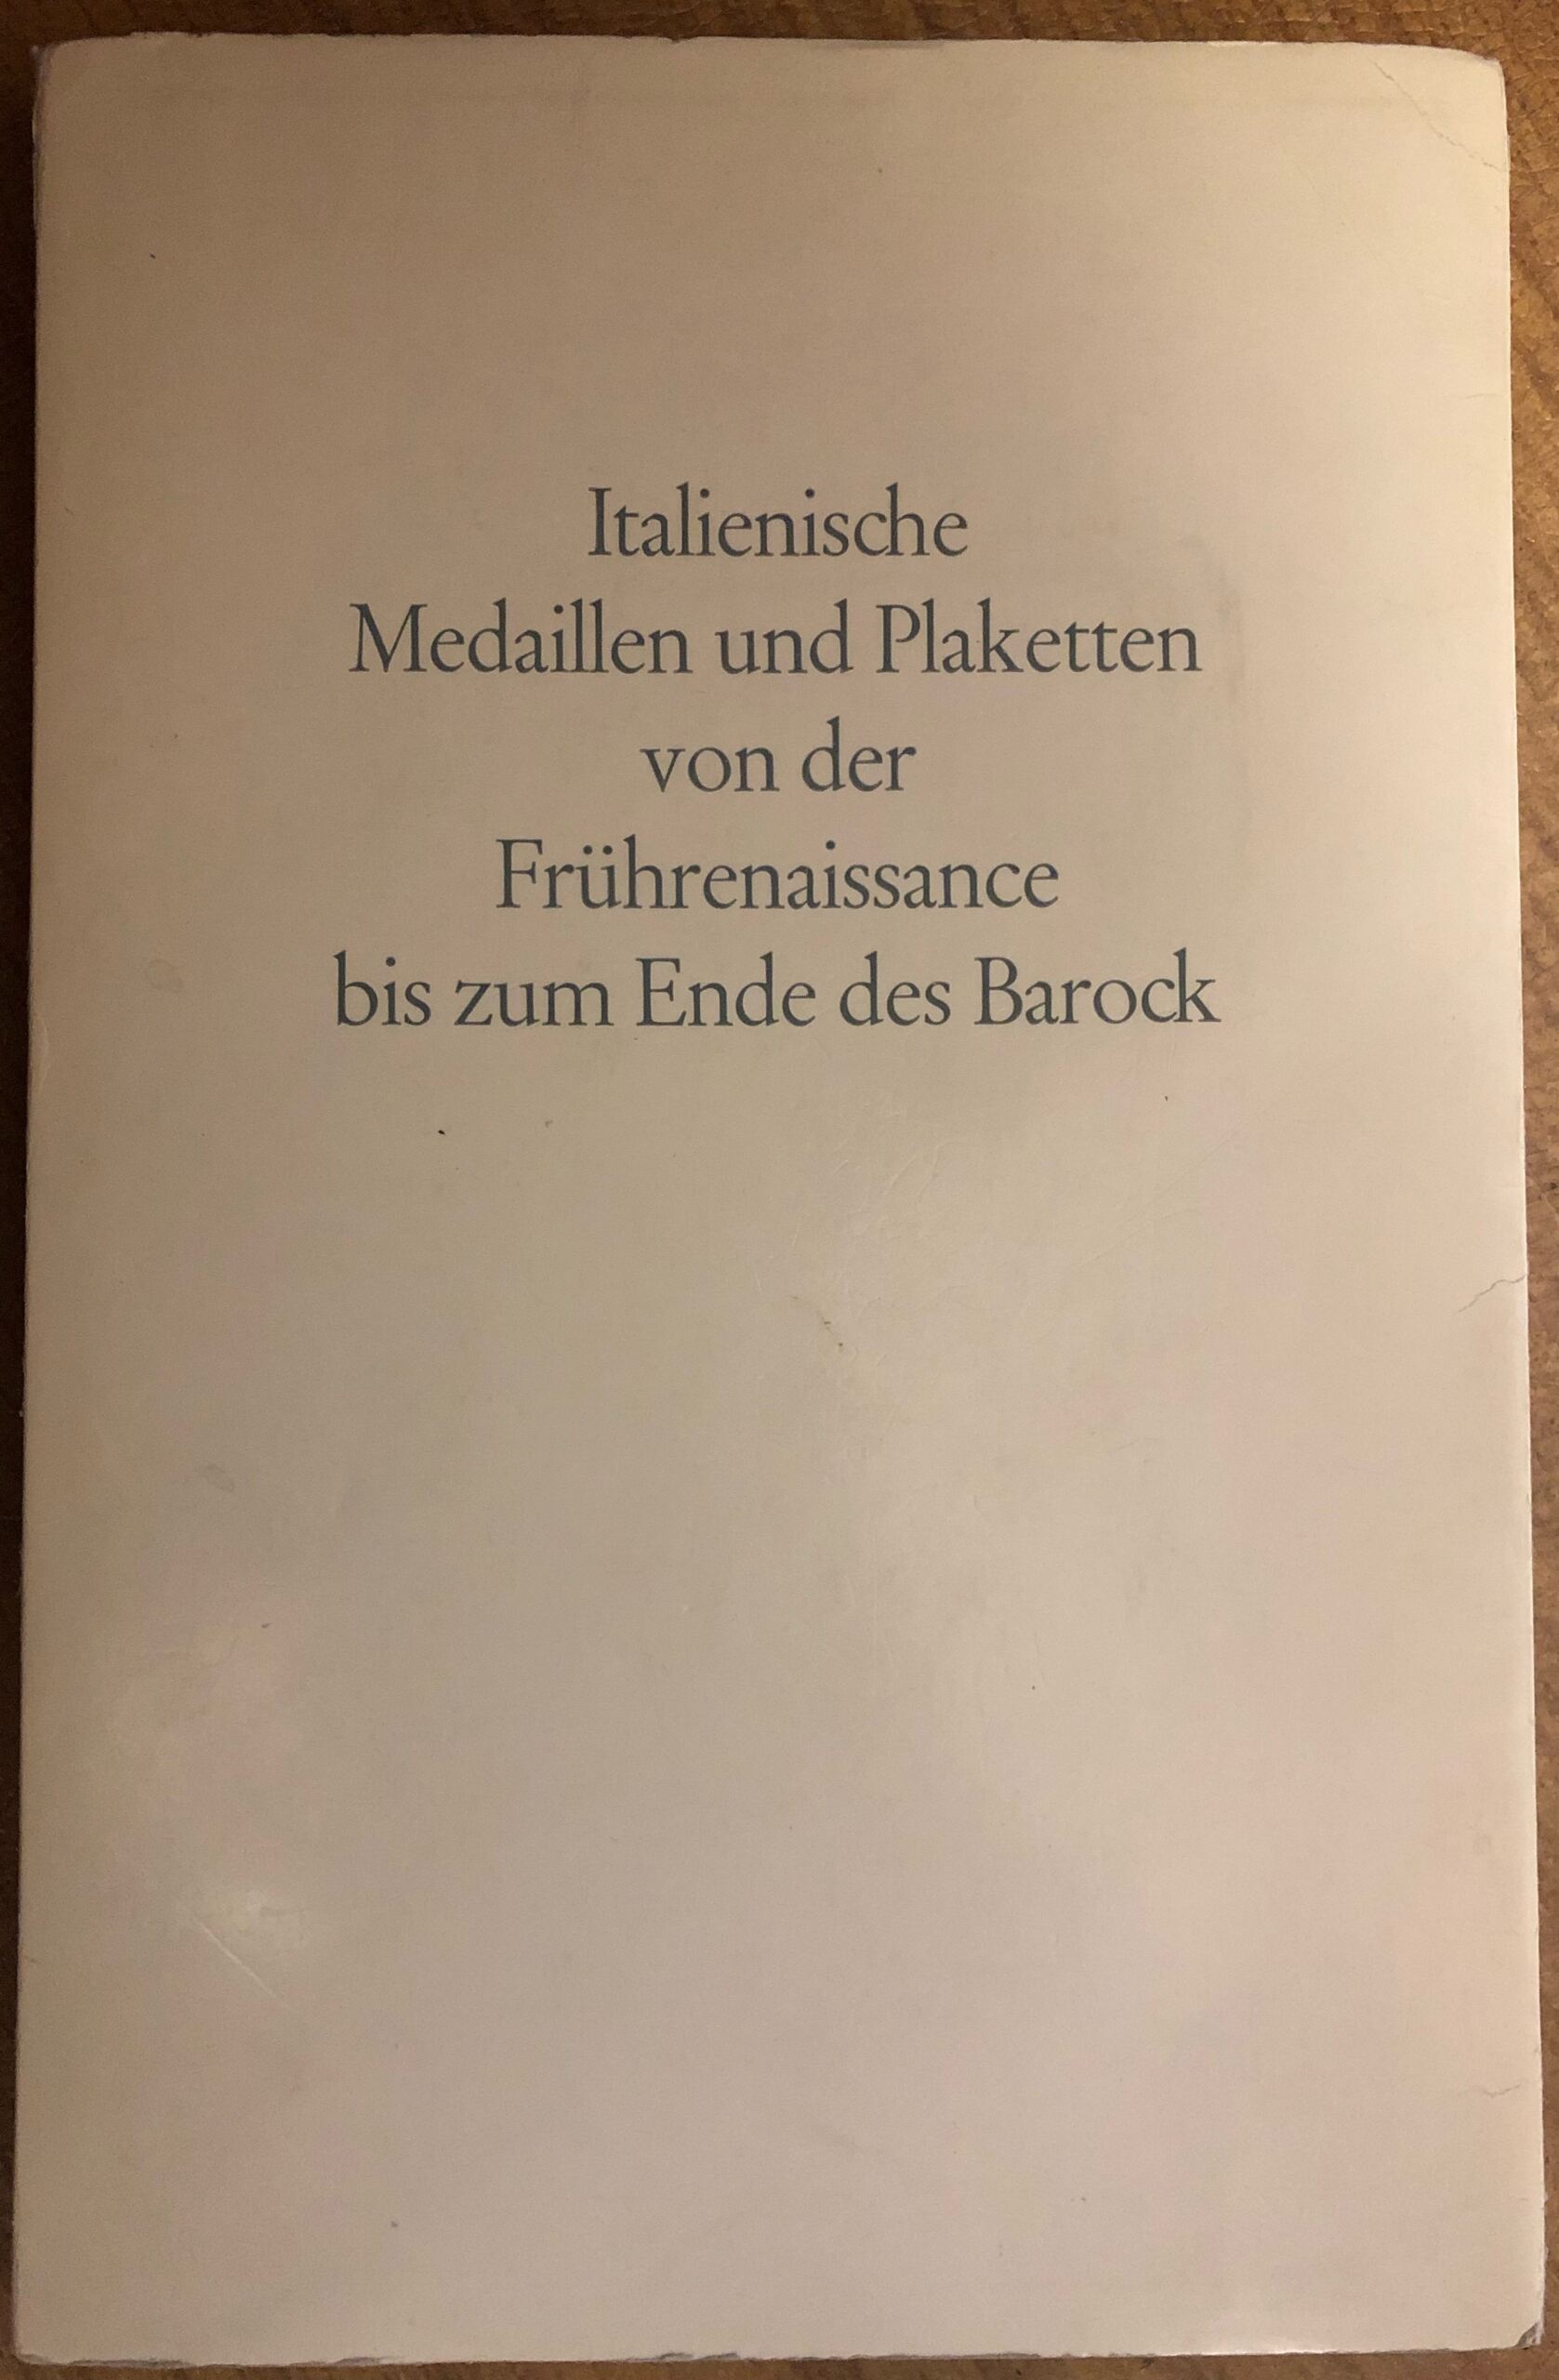 Italienische
Medaillen und Plaketten
von der
Frührenaissance
bis zum Ende des Barock